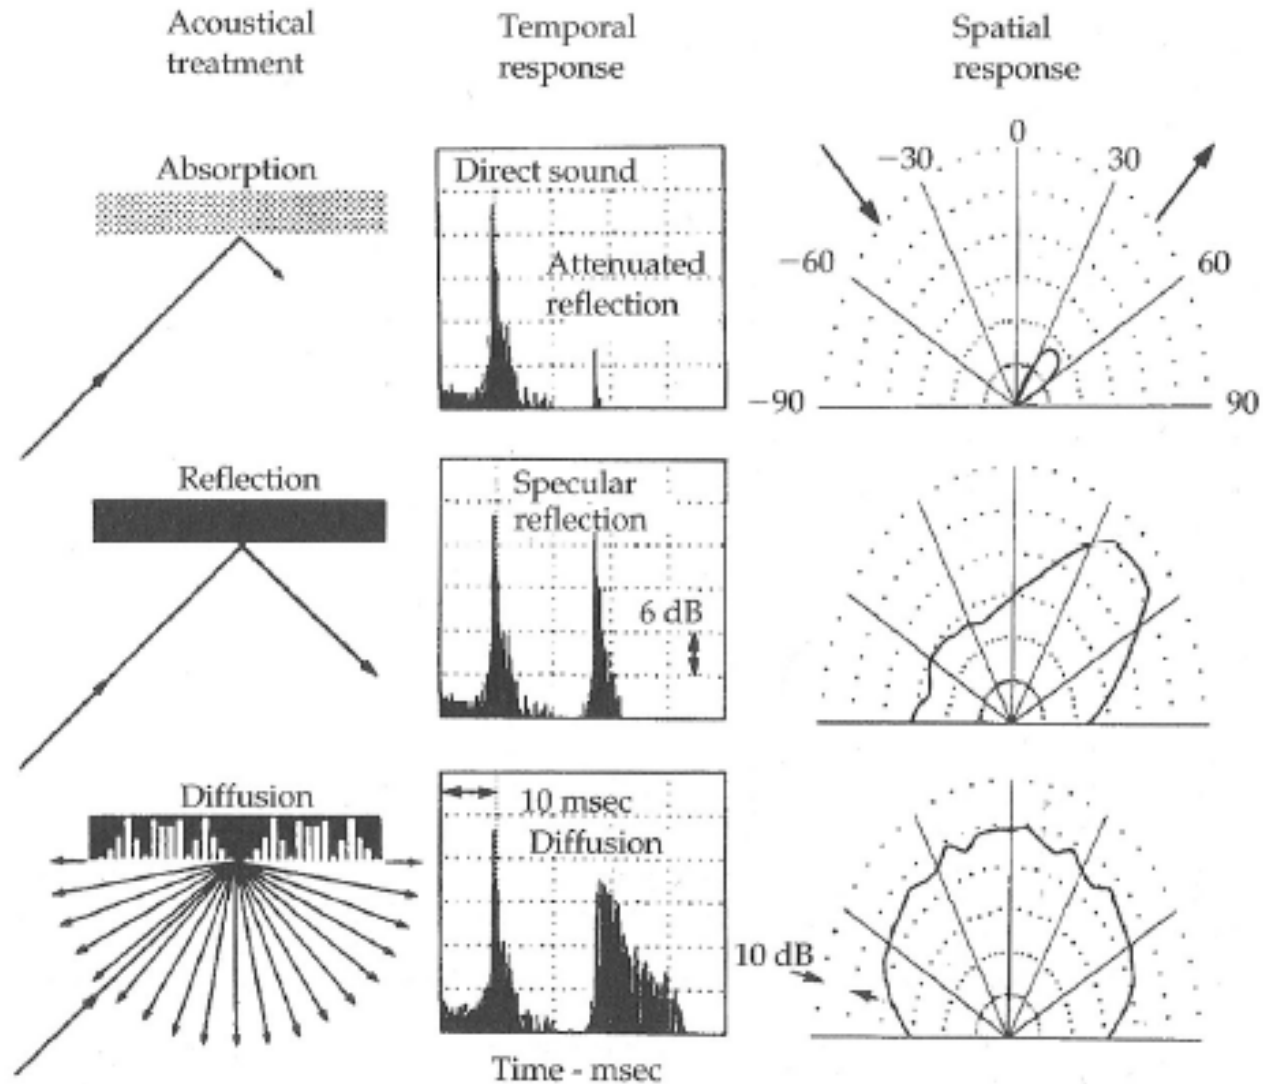 Acoustical
treatment
Temporal
response
Spatial
response
Absorption
Direct sound
Attenuated
reflection
0
−30
30
−60
60
−90
90
Reflection
Specular
reflection
6 dB
Diffusion
10 msec
Diffusion
10 dB
Time - msec